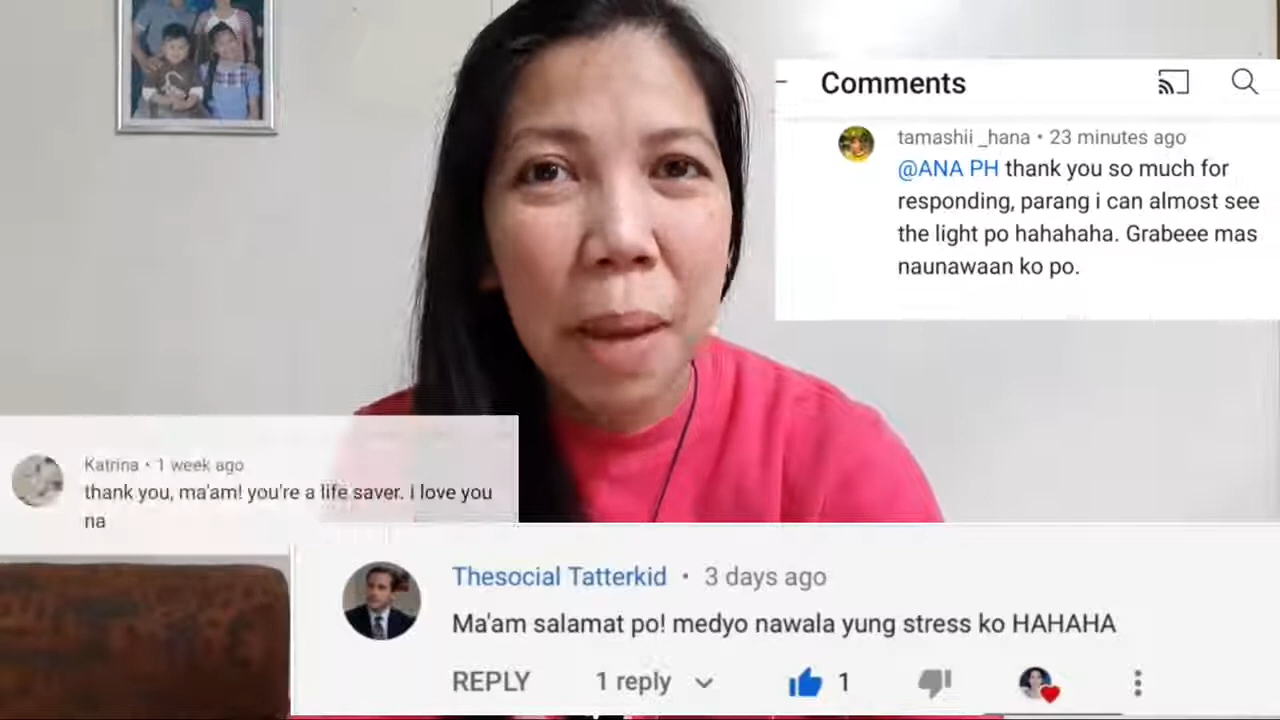 Comments
tamashii _hana • 23 minutes ago
@ANA PH thank you so much for
responding, parang i can almost see
the light po hahahaha. Grabeee mas
naunawaan ko po.
Katrina • 1 week ago
thank you, ma'am! you're a life saver. i love you
na
Thesocial Tatterkid • 3 days ago
Ma'am salamat po! medyo nawala yung stress ko HAHAHA
REPLY 1 reply 1